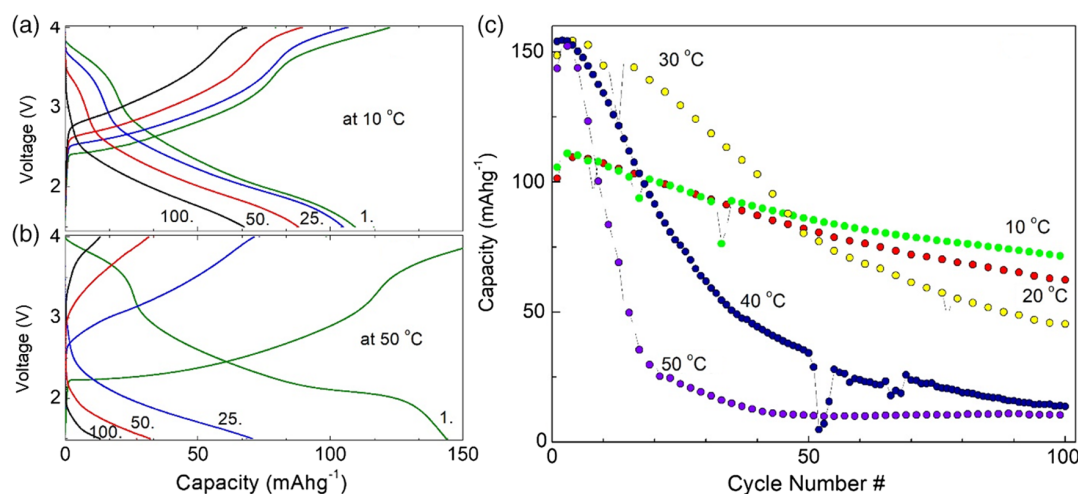 (a)
4
3
2
Voltage (V)
at 10 °C
100.
50.
25.
1.
(b)
4
3
2
Voltage (V)
at 50 °C
100.
50.
25.
1.
0
50
100
150
Capacity (mAhg-1)
(c)
150
100
50
0
Capacity (mAhg-1)
30 °C
10 °C
20 °C
40 °C
50 °C
0
50
100
Cycle Number #